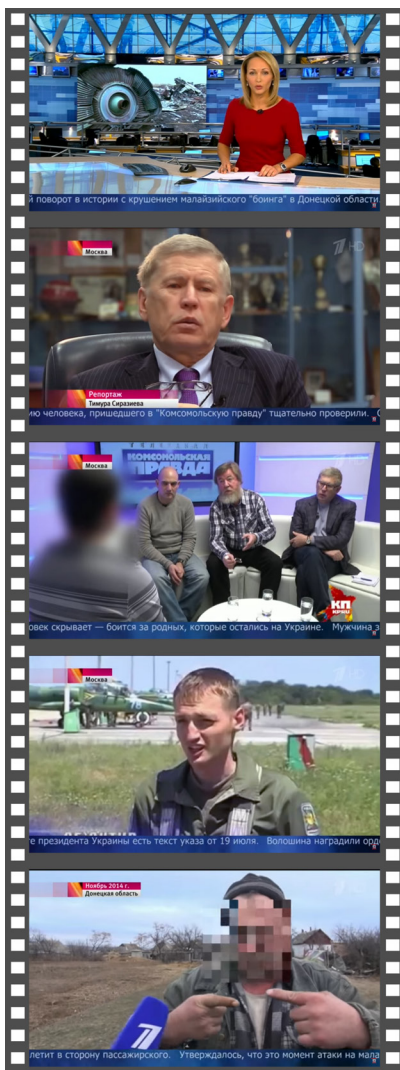 й поворот в истории с крушением малайзийского "боинга" в Донецкой области.
Москва
HD
Репортаж
Тимура Сиразиева
ию человека, пришедшего в "Комсомольскую правду" тщательно проверили. С
Москва
КОМСОМОЛЬСКАЯ
ПРАВДА
КП
овек скрывает — боится за родных, которые остались на Украине. Мужчина з
Москва
те президента Украины есть текст указа от 19 июля. Волошина наградили орде
Ноябрь 2014 г.
Донецкая область
летит в сторону пассажирского. Утверждалось, что это момент атаки на мала